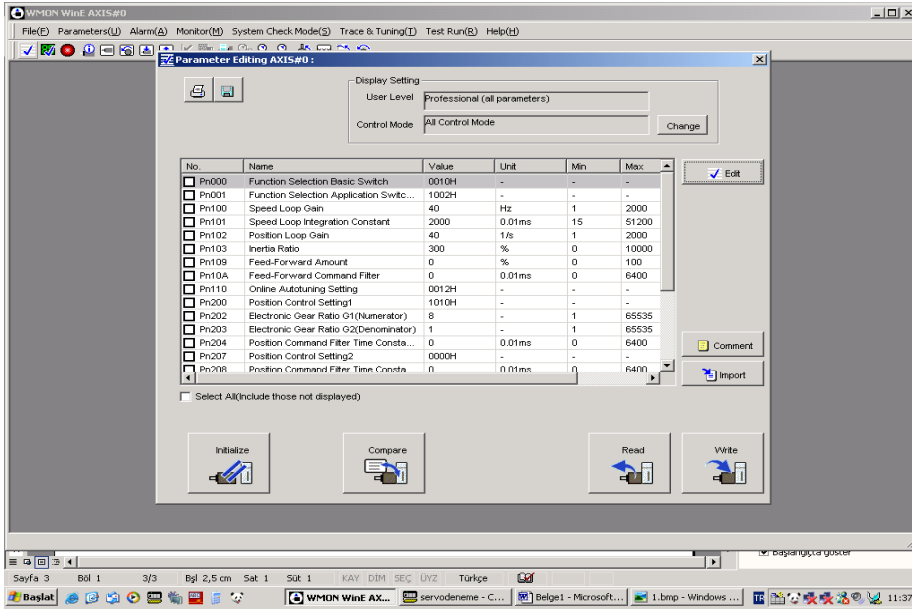 WMON WinE AXIS#0
File(F) Parameters(U) Alarm(A) Monitor(M) System Check Mode(S) Trace & Tuning(T) Test Run(R) Help(H)
Parameter Editing AXIS#0 :
Display Setting
User Level Professional (all parameters)
Control Mode All Control Mode Change
No. Name Value Unit Min Max
Edit
Pn000 Function Selection Basic Switch 0010H - - -
Pn001 Function Selection Application Switc... 1002H - - -
Pn100 Speed Loop Gain 40 Hz 1 2000
Pn101 Speed Loop Integration Constant 2000 0.01ms 15 51200
Pn102 Position Loop Gain 40 1/s 1 2000
Pn103 Inertia Ratio 300 % 0 10000
Pn109 Feed-Forward Amount 0 % 0 100
Pn10A Feed-Forward Command Filter 0 0.01ms 0 6400
Pn110 Online Autotuning Setting 0012H - - -
Pn200 Position Control Setting1 1010H - - -
Pn202 Electronic Gear Ratio G1(Numerator) 8 - 1 65535
Pn203 Electronic Gear Ratio G2(Denominator) 1 - 1 65535
Pn204 Position Command Filter Time Consta... 0 0.01ms 0 6400
Comment
Pn207 Position Control Setting2 0000H - - -
Pn208 Position Command Filter Time Consta... 0 0.01ms 0 6400
Import
Select All(Include those not displayed)
Initialize Compare Read Write
Başlangıçta göster
Sayfa 3 Böl 1 3/3 Bşl 2,5 cm Sat 1 Süt 1 KAY DİM SEÇ ÜYZ Türkçe
Başlat WMON WinE AX... servodeneme - C... Belge1 - Microsoft... 1.bmp - Windows ... TR 11:37